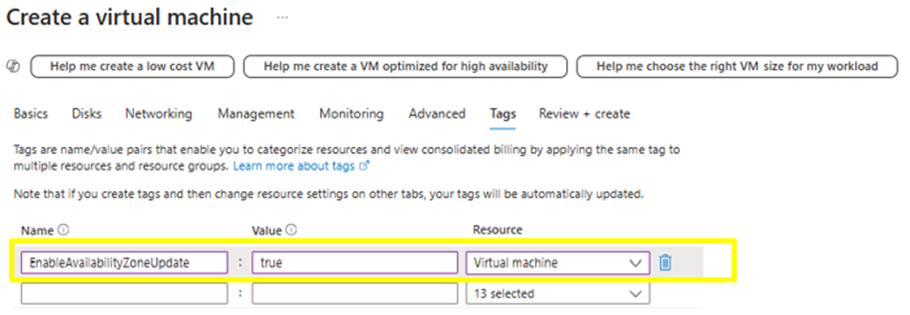 Create a virtual machine ...
Help me create a low cost VM Help me create a VM optimized for high availability Help me choose the right VM size for my workload
Basics Disks Networking Management Monitoring Advanced Tags Review + create
Tags are name/value pairs that enable you to categorize resources and view consolidated billing by applying the same tag to
multiple resources and resource groups. Learn more about tags
Note that if you create tags and then change resource settings on other tabs, your tags will be automatically updated.
Name Value Resource
EnableAvailabilityZoneUpdate : true Virtual machine
: 13 selected